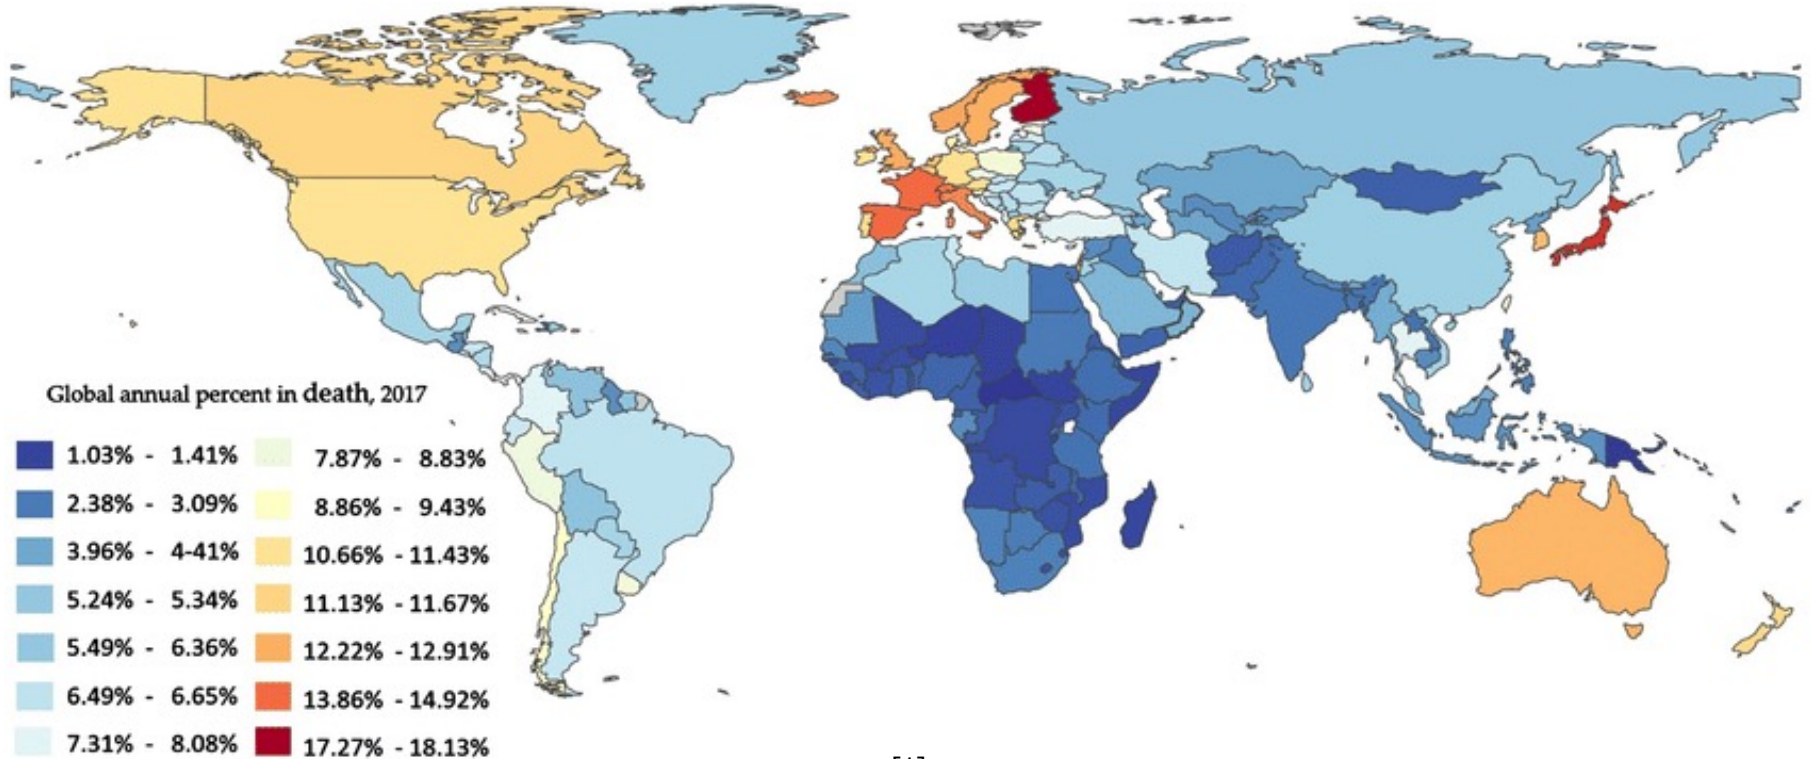 Global annual percent in death, 2017
1.03% - 1.41%
2.38% - 3.09%
3.96% - 4-41%
5.24% - 5.34%
5.49% - 6.36%
6.49% - 6.65%
7.31% - 8.08%
7.87% - 8.83%
8.86% - 9.43%
10.66% - 11.43%
11.13% - 11.67%
12.22% - 12.91%
13.86% - 14.92%
17.27% - 18.13%